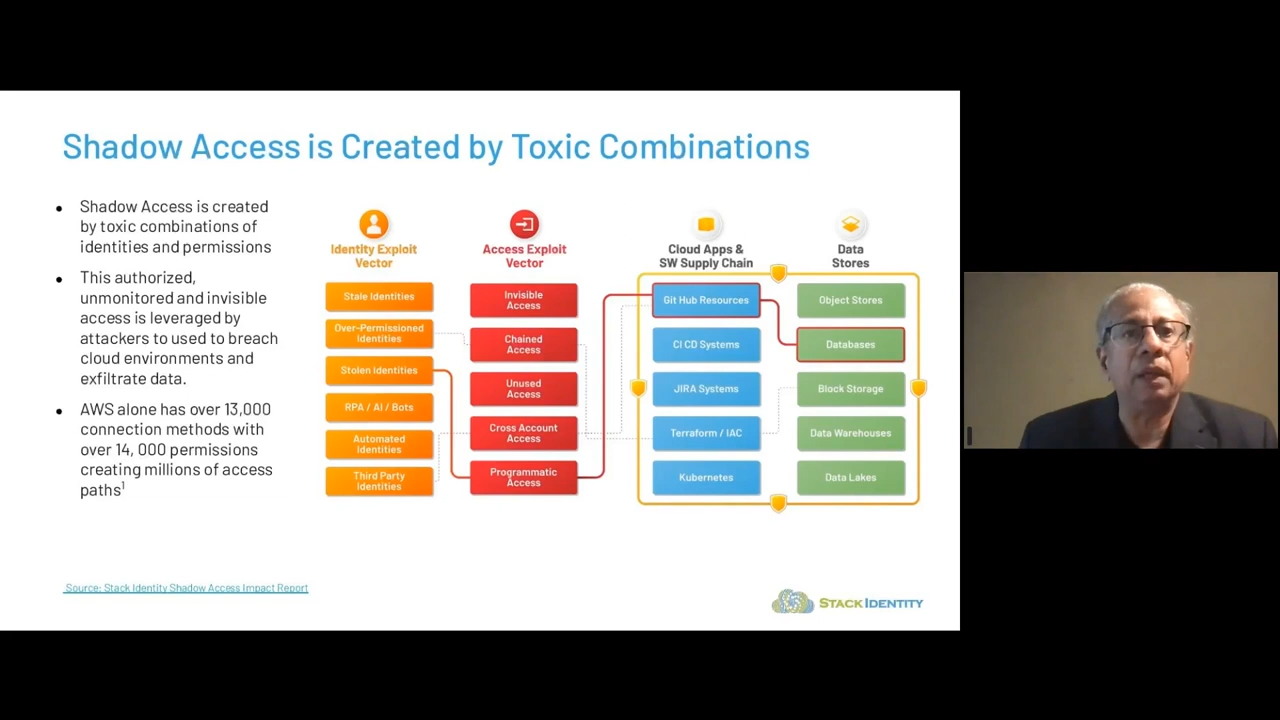 Shadow Access is Created by Toxic Combinations
Shadow Access is created
by toxic combinations of
identities and permissions
This authorized,
unmonitored and invisible
access is leveraged by
attackers to used to breach
cloud environments and
exfiltrate data.
AWS alone has over 13,000
connection methods with
over 14, 000 permissions
creating millions of access
paths1
Identity Exploit
Vector
Stale Identities
Over-Permissioned
Identities
Stolen Identities
RPA / AI / Bots
Automated
Identities
Third Party
Identities
Access Exploit
Vector
Invisible
Access
Chained
Access
Unused
Access
Cross Account
Access
Programmatic
Access
Cloud Apps &
SW Supply Chain
Git Hub Resources
CI CD Systems
JIRA Systems
Terraform / IAC
Kubernetes
Data
Stores
Object Stores
Databases
Block Storage
Data Warehouses
Data Lakes
Source: Stack Identity Shadow Access Impact Report
STACK IDENTITY